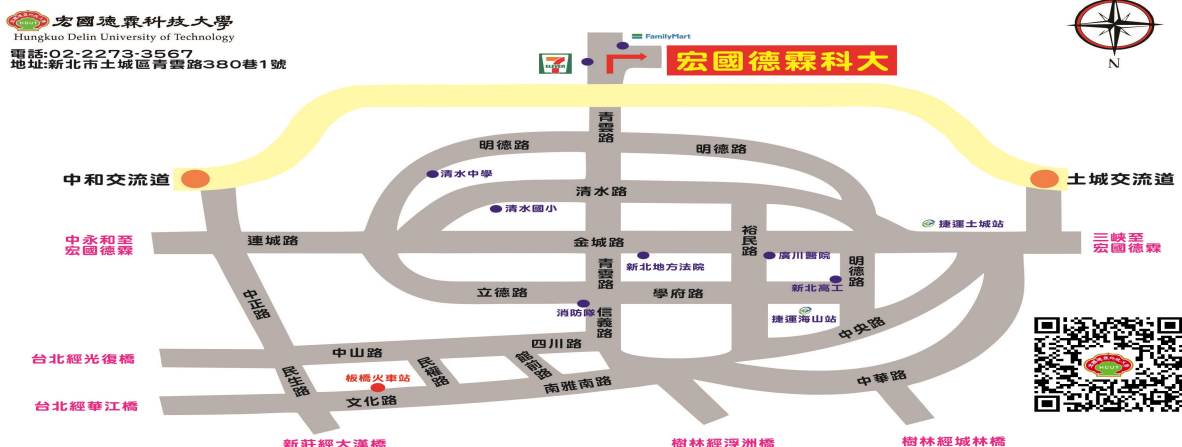 宏國德霖科技大學
Hungkuo Delin University of Technology
電話:02-2273-3567
地址:新北市土城區青雲路380巷1號
FamilyMart
7
ELEVEN
宏國德霖科大
N
青雲路
明德路
明德路
中和交流道
清水中學
清水路
土城交流道
清水國小
裕民路
捷運土城站
中永和至
宏國德霖
連城路
金城路
三峽至
宏國德霖
新北地方法院
廣川醫院
明德路
青雲路
新北高工
中正路
立德路
學府路
消防隊
信義路
捷運海山站
中央路
台北經光復橋
中山路
四川路
民權路
館前路
民生路
板橋火車站
南雅南路
中華路
HDUT
台北經華江橋
文化路
新莊經大漢橋
樹林經浮洲橋
樹林經城林橋